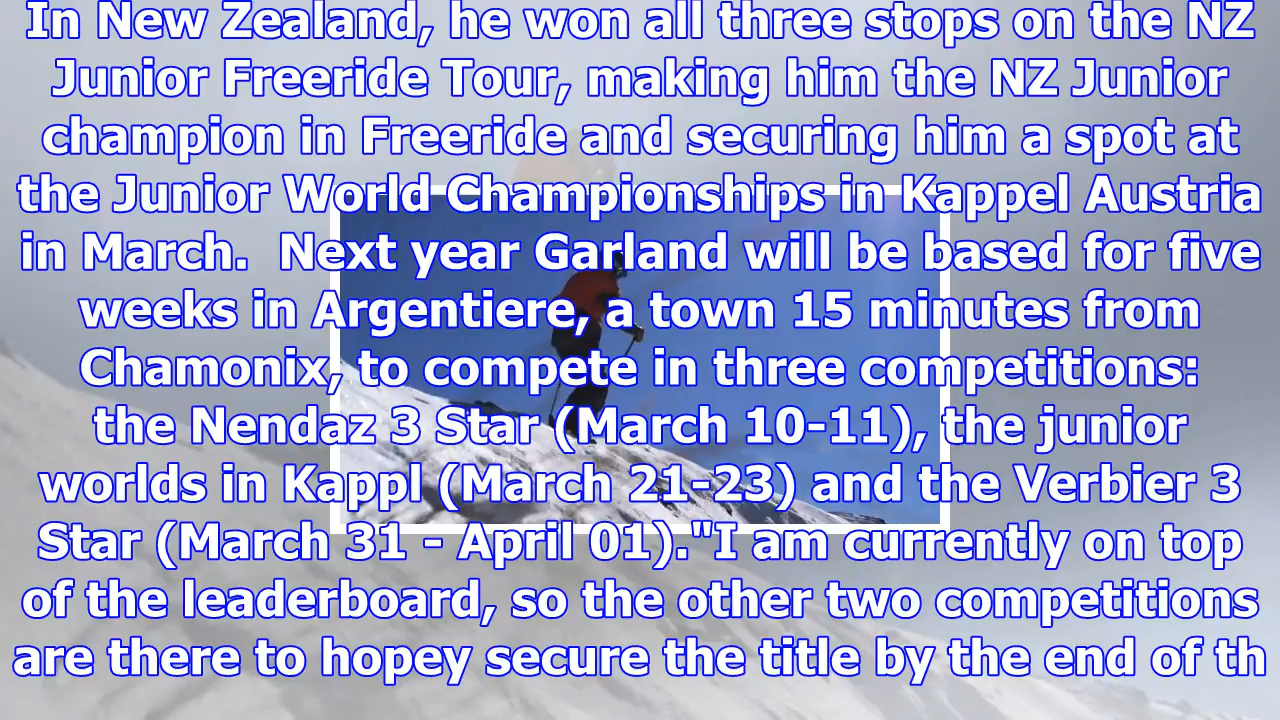 In New Zealand, he won all three stops on the NZ
Junior Freeride Tour, making him the NZ Junior
champion in Freeride and securing him a spot at
the Junior World Championships in Kappel Austria
in March.  Next year Garland will be based for five
weeks in Argentiere, a town 15 minutes from
Chamonix, to compete in three competitions:
the Nendaz 3 Star (March 10-11), the junior
worlds in Kappl (March 21-23) and the Verbier 3
Star (March 31 - April 01)."I am currently on top
of the leaderboard, so the other two competitions
are there to hopey secure the title by the end of th